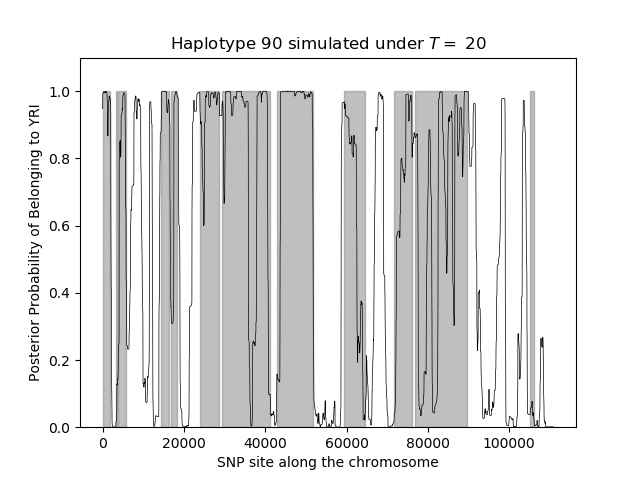 Haplotype 90 simulated under T = 20
Posterior Probability of Belonging to YRI
1.0
0.8
0.6
0.4
0.2
0.0
0 20000 40000 60000 80000 100000
SNP site along the chromosome